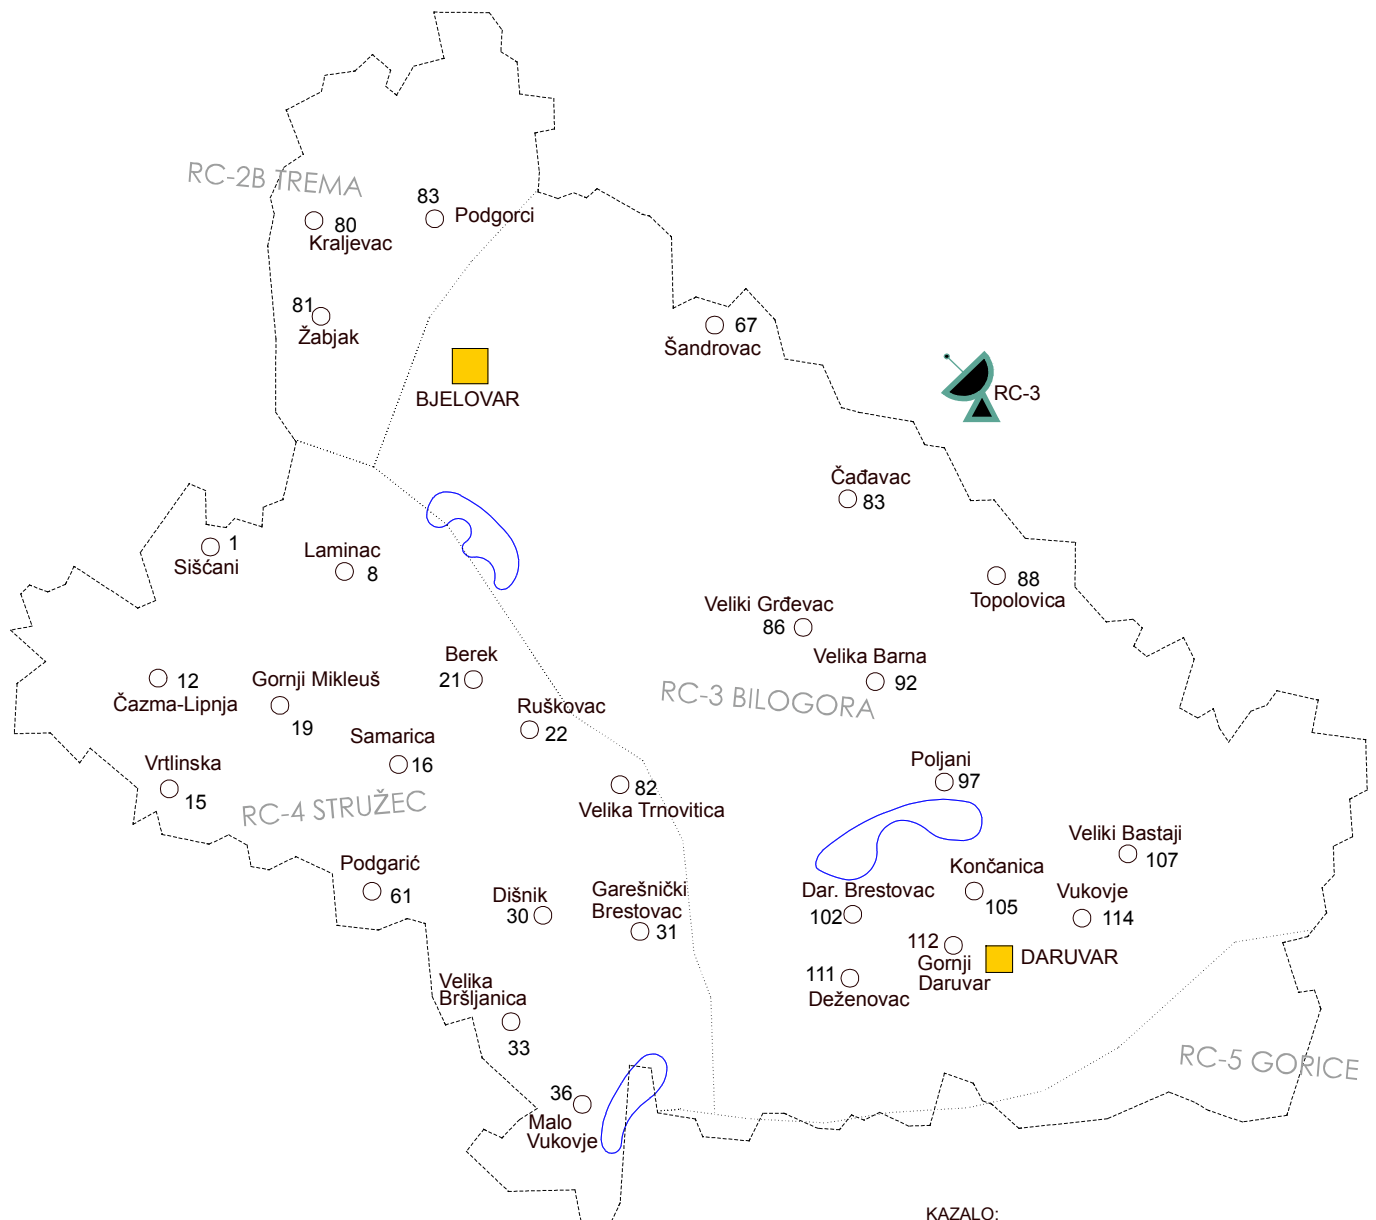 RC-2B TREMA
83
Podgorci
80
Kraljevac
81
Žabjak
67
Šandrovac
BJELOVAR
RC-3
Čađavac
83
1
Sišćani
Laminac
8
88
Topolovica
Veliki Grđevac
86
Velika Barna
92
RC-3 BILOGORA
12
Čazma-Lipnja
Gornji Mikleuš
19
Berek
21
Ruškovac
22
Samarica
16
Vrtlinska
15
RC-4 STRUŽEC
82
Velika Trnovitica
Poljani
97
Veliki Bastaji
107
Podgarić
61
Dišnik
30
Garešnički
Brestovac
31
Dar. Brestovac
102
Končanica
105
Vukovje
114
112
Gornji
Daruvar
DARUVAR
111
Deženovac
Velika
Bršljanica
33
RC-5 GORICE
36
Malo
Vukovje
KAZALO: